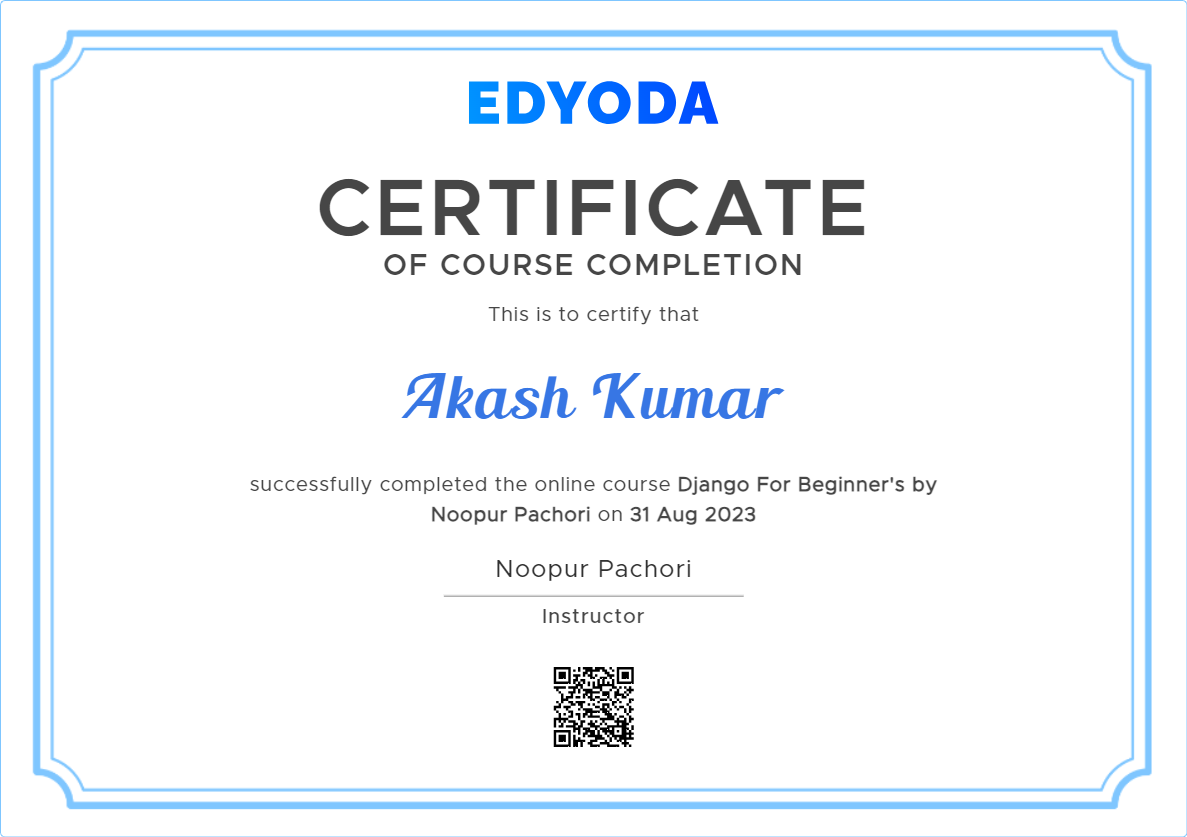 EDYODA
CERTIFICATE
OF COURSE COMPLETION
This is to certify that
Akash Kumar
successfully completed the online course Django For Beginner's by
Noopur Pachori on 31 Aug 2023
Noopur Pachori
Instructor